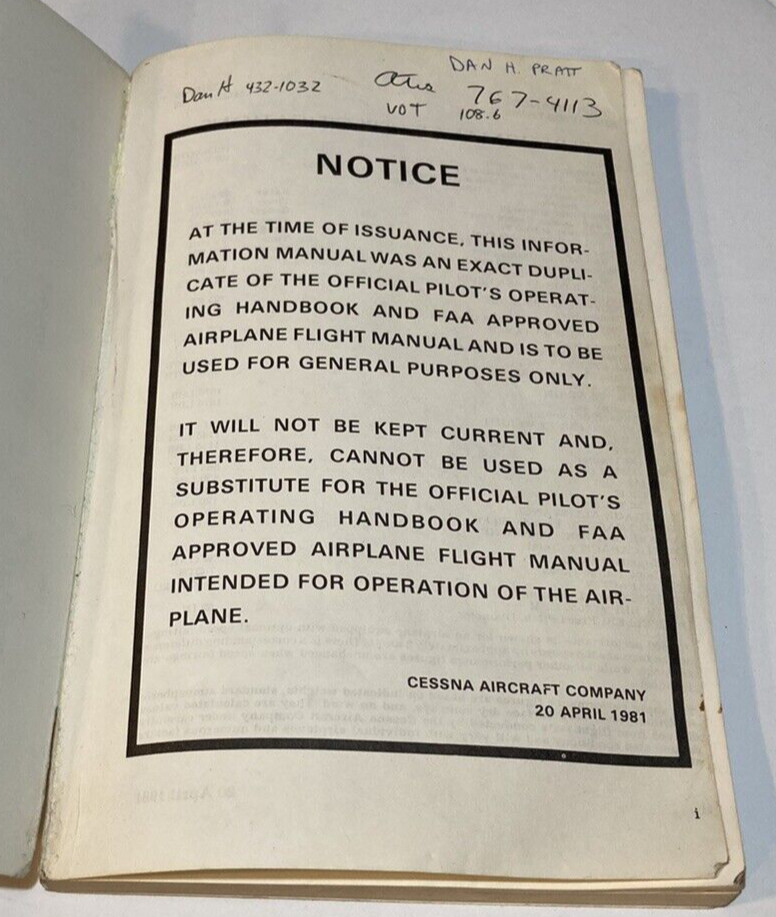 DAN H. PRATT
Dan H 432-1032
Atis 767-4113
VOT 108.6
NOTICE
AT THE TIME OF ISSUANCE, THIS INFOR-
MATION MANUAL WAS AN EXACT DUPLI-
CATE OF THE OFFICIAL PILOT'S OPERAT-
ING HANDBOOK AND FAA APPROVED
AIRPLANE FLIGHT MANUAL AND IS TO BE
USED FOR GENERAL PURPOSES ONLY.
IT WILL NOT BE KEPT CURRENT AND,
THEREFORE, CANNOT BE USED AS A
SUBSTITUTE FOR THE OFFICIAL PILOT'S
OPERATING HANDBOOK AND FAA
APPROVED AIRPLANE FLIGHT MANUAL
INTENDED FOR OPERATION OF THE AIR-
PLANE.
CESSNA AIRCRAFT COMPANY
20 APRIL 1981
i